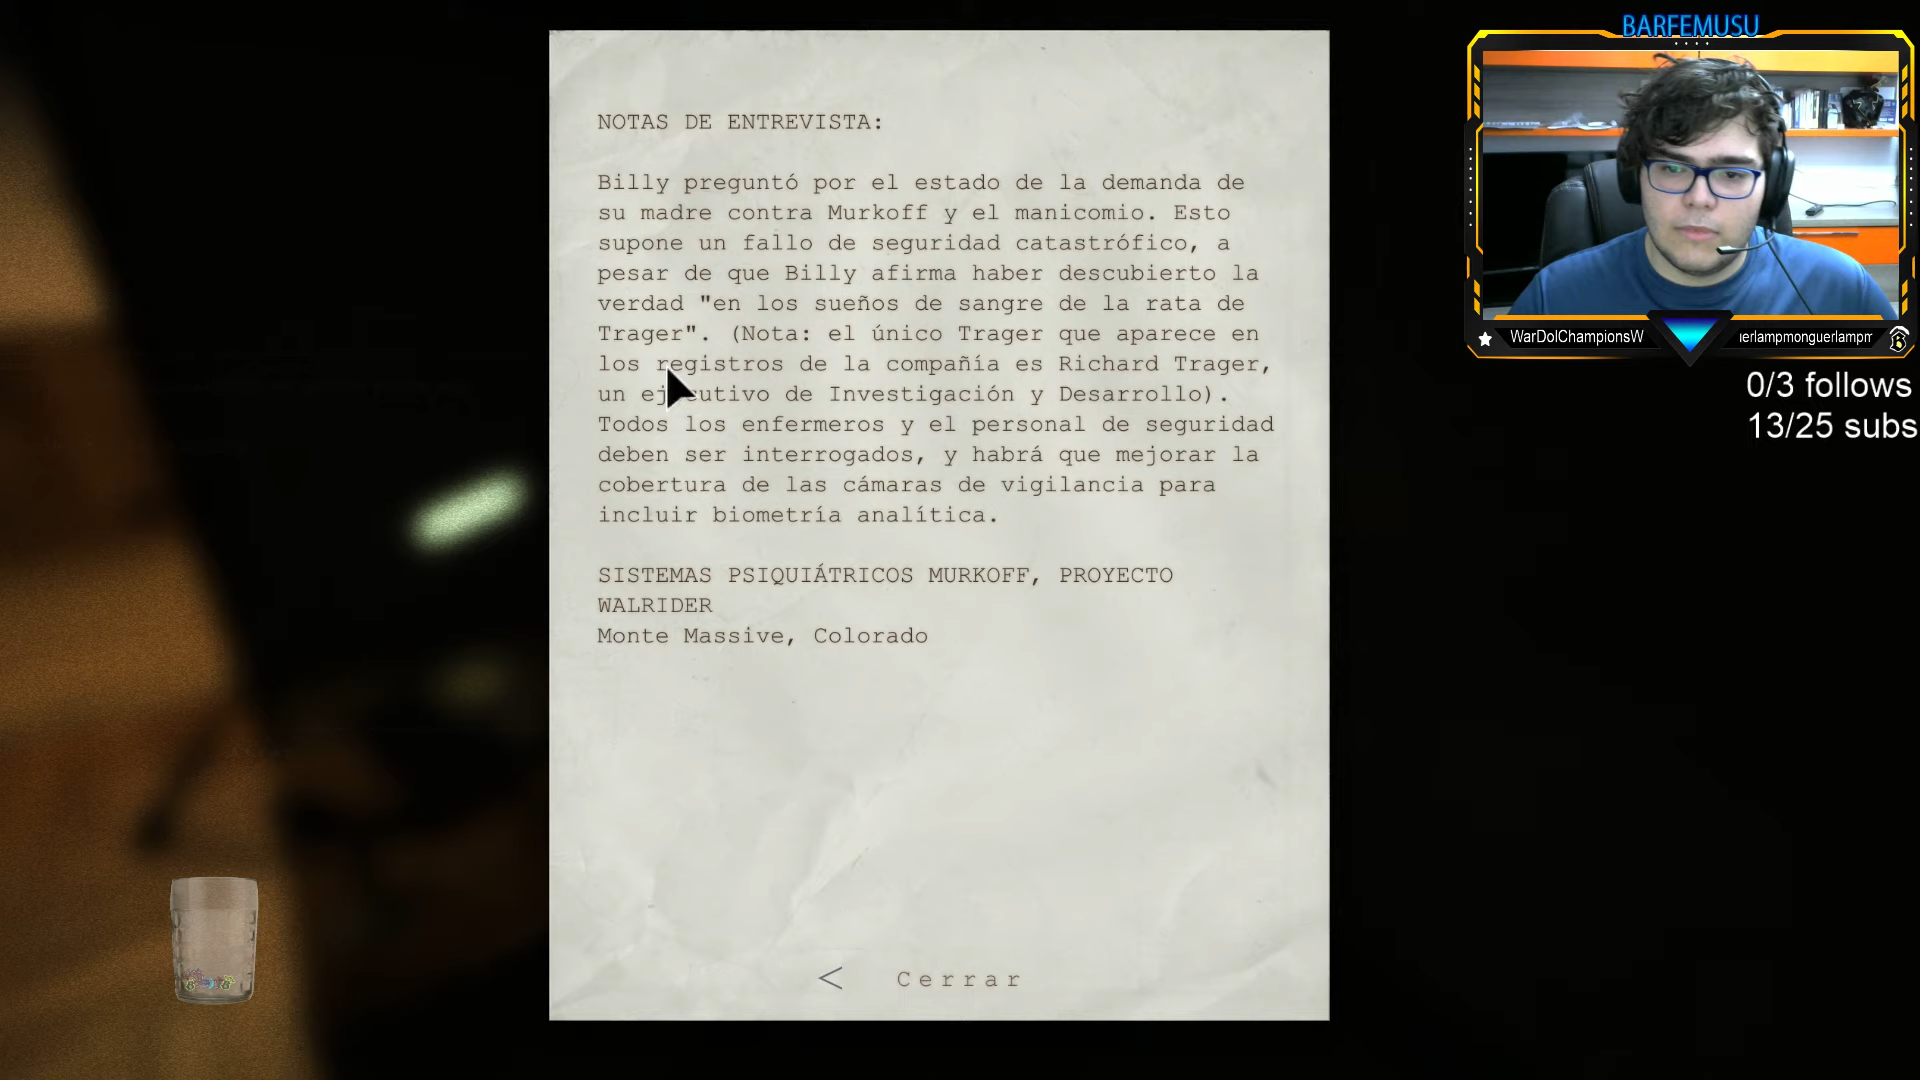 BARFEMUSU
NOTAS DE ENTREVISTA:
Billy preguntó por el estado de la demanda de
su madre contra Murkoff y el manicomio. Esto
supone un fallo de seguridad catastrófico, a
pesar de que Billy afirma haber descubierto la
verdad "en los sueños de sangre de la rata de
Trager". (Nota: el único Trager que aparece en
los registros de la compañía es Richard Trager,
un ejecutivo de Investigación y Desarrollo).
Todos los enfermeros y el personal de seguridad
deben ser interrogados, y habrá que mejorar la
cobertura de las cámaras de vigilancia para
incluir biometría analítica.
SISTEMAS PSIQUIÁTRICOS MURKOFF, PROYECTO
WALRIDER
Monte Massive, Colorado
< Cerrar
WarDolChampionsW
ıerlampmonguerlampm
0/3 follows
13/25 subs